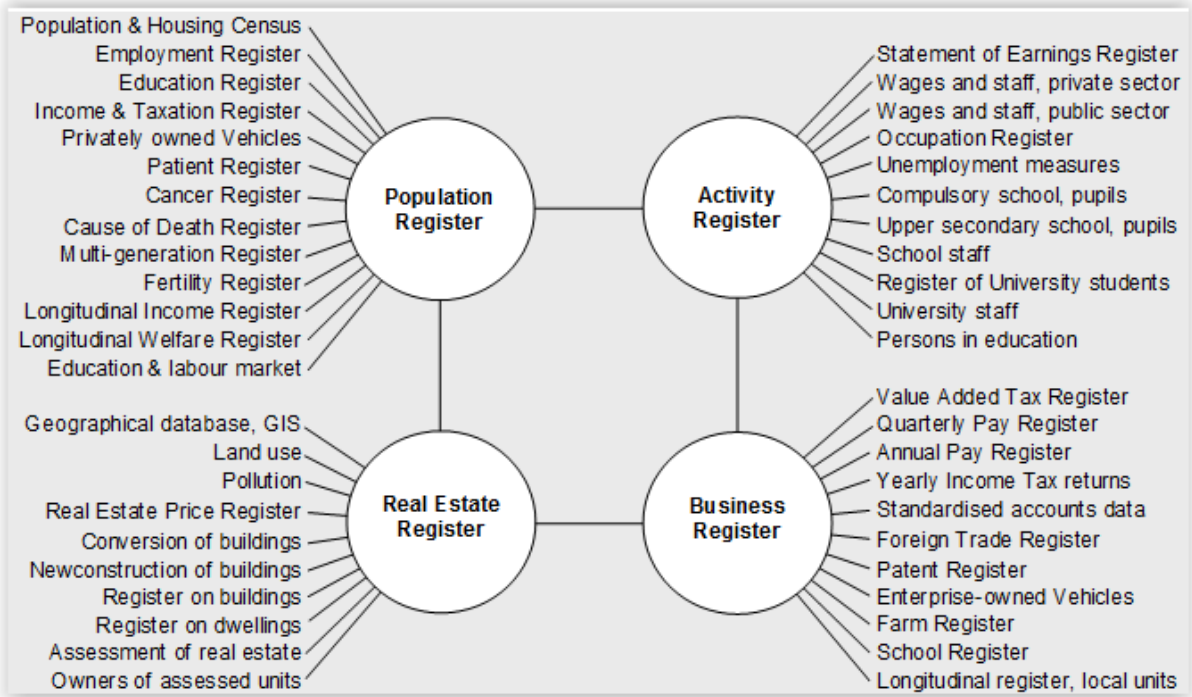 Population & Housing Census
Employment Register
Education Register
Income & Taxation Register
Privately owned Vehicles
Patient Register
Cancer Register
Cause of Death Register
Multi-generation Register
Fertility Register
Longitudinal Income Register
Longitudinal Welfare Register
Education & labour market
Population
Register
Activity
Register
Statement of Earnings Register
Wages and staff, private sector
Wages and staff, public sector
Occupation Register
Unemployment measures
Compulsory school, pupils
Upper secondary school, pupils
School staff
Register of University students
University staff
Persons in education
Geographical database, GIS
Land use
Pollution
Real Estate Price Register
Conversion of buildings
Newconstruction of buildings
Register on buildings
Register on dwellings
Assessment of real estate
Owners of assessed units
Real Estate
Register
Business
Register
Value Added Tax Register
Quarterly Pay Register
Annual Pay Register
Yearly Income Tax returns
Standardised accounts data
Foreign Trade Register
Patent Register
Enterprise-owned Vehicles
Farm Register
School Register
Longitudinal register, local units